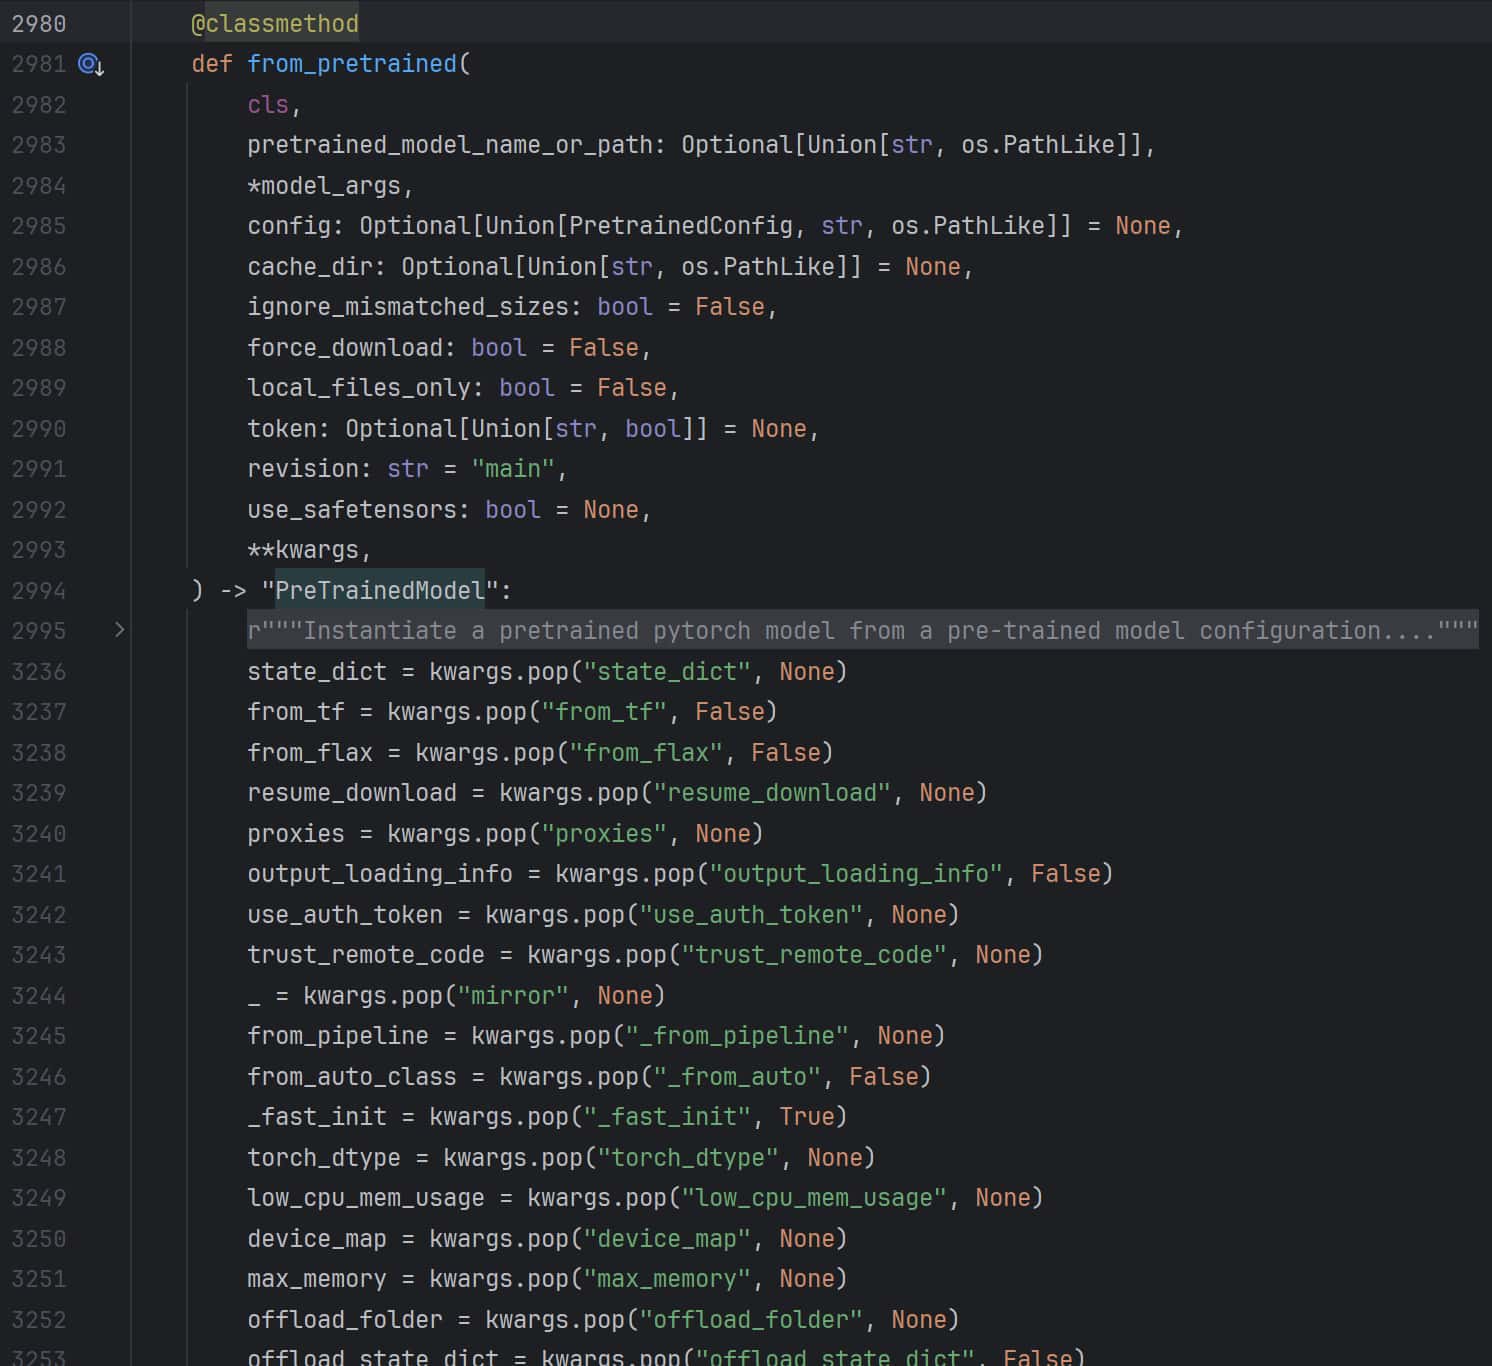 2980 @classmethod
2981 def from_pretrained(
2982 cls,
2983 pretrained_model_name_or_path: Optional[Union[str, os.PathLike]],
2984 *model_args,
2985 config: Optional[Union[PretrainedConfig, str, os.PathLike]] = None,
2986 cache_dir: Optional[Union[str, os.PathLike]] = None,
2987 ignore_mismatched_sizes: bool = False,
2988 force_download: bool = False,
2989 local_files_only: bool = False,
2990 token: Optional[Union[str, bool]] = None,
2991 revision: str = "main",
2992 use_safetensors: bool = None,
2993 **kwargs,
2994 ) -> "PreTrainedModel":
2995 r"""Instantiate a pretrained pytorch model from a pre-trained model configuration...."""
3236 state_dict = kwargs.pop("state_dict", None)
3237 from_tf = kwargs.pop("from_tf", False)
3238 from_flax = kwargs.pop("from_flax", False)
3239 resume_download = kwargs.pop("resume_download", None)
3240 proxies = kwargs.pop("proxies", None)
3241 output_loading_info = kwargs.pop("output_loading_info", False)
3242 use_auth_token = kwargs.pop("use_auth_token", None)
3243 trust_remote_code = kwargs.pop("trust_remote_code", None)
3244 _ = kwargs.pop("mirror", None)
3245 from_pipeline = kwargs.pop("_from_pipeline", None)
3246 from_auto_class = kwargs.pop("_from_auto", False)
3247 _fast_init = kwargs.pop("_fast_init", True)
3248 torch_dtype = kwargs.pop("torch_dtype", None)
3249 low_cpu_mem_usage = kwargs.pop("low_cpu_mem_usage", None)
3250 device_map = kwargs.pop("device_map", None)
3251 max_memory = kwargs.pop("max_memory", None)
3252 offload_folder = kwargs.pop("offload_folder", None)
3253 offload_state_dict = kwargs.pop("offload_state_dict", False)